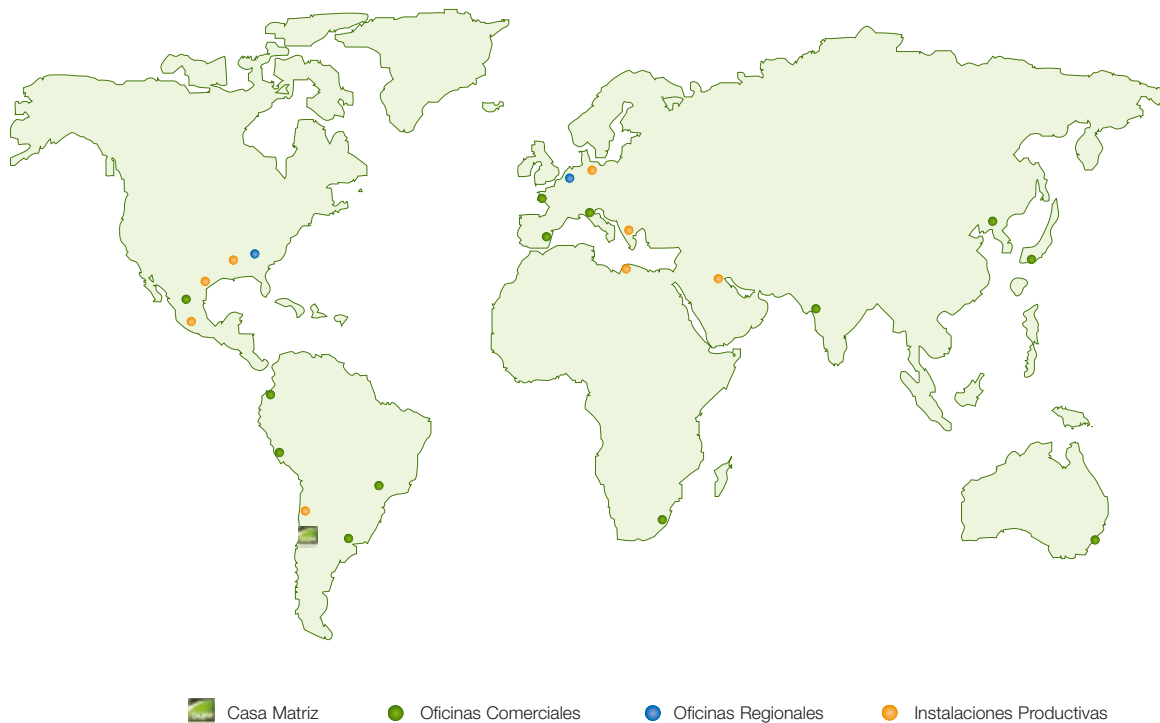 Casa Matriz
Oficinas Comerciales
Oficinas Regionales
Instalaciones Productivas